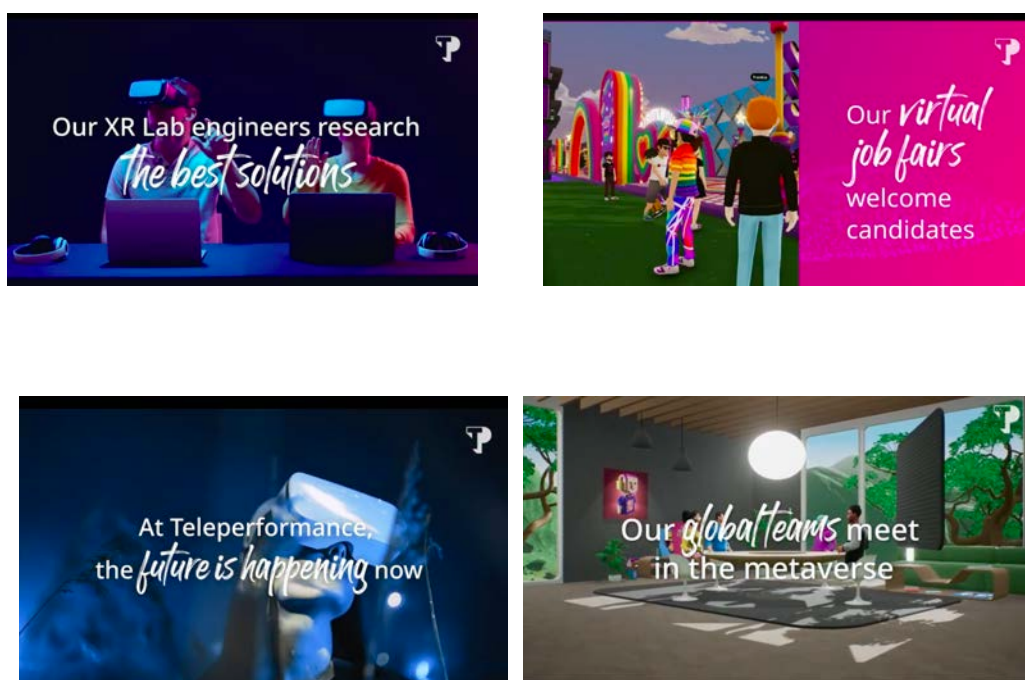 Our XR Lab engineers research
the best solutions
Our virtual
job fairs
welcome
candidates
At Teleperformance,
the future is happening now
Our global teams meet
in the metaverse